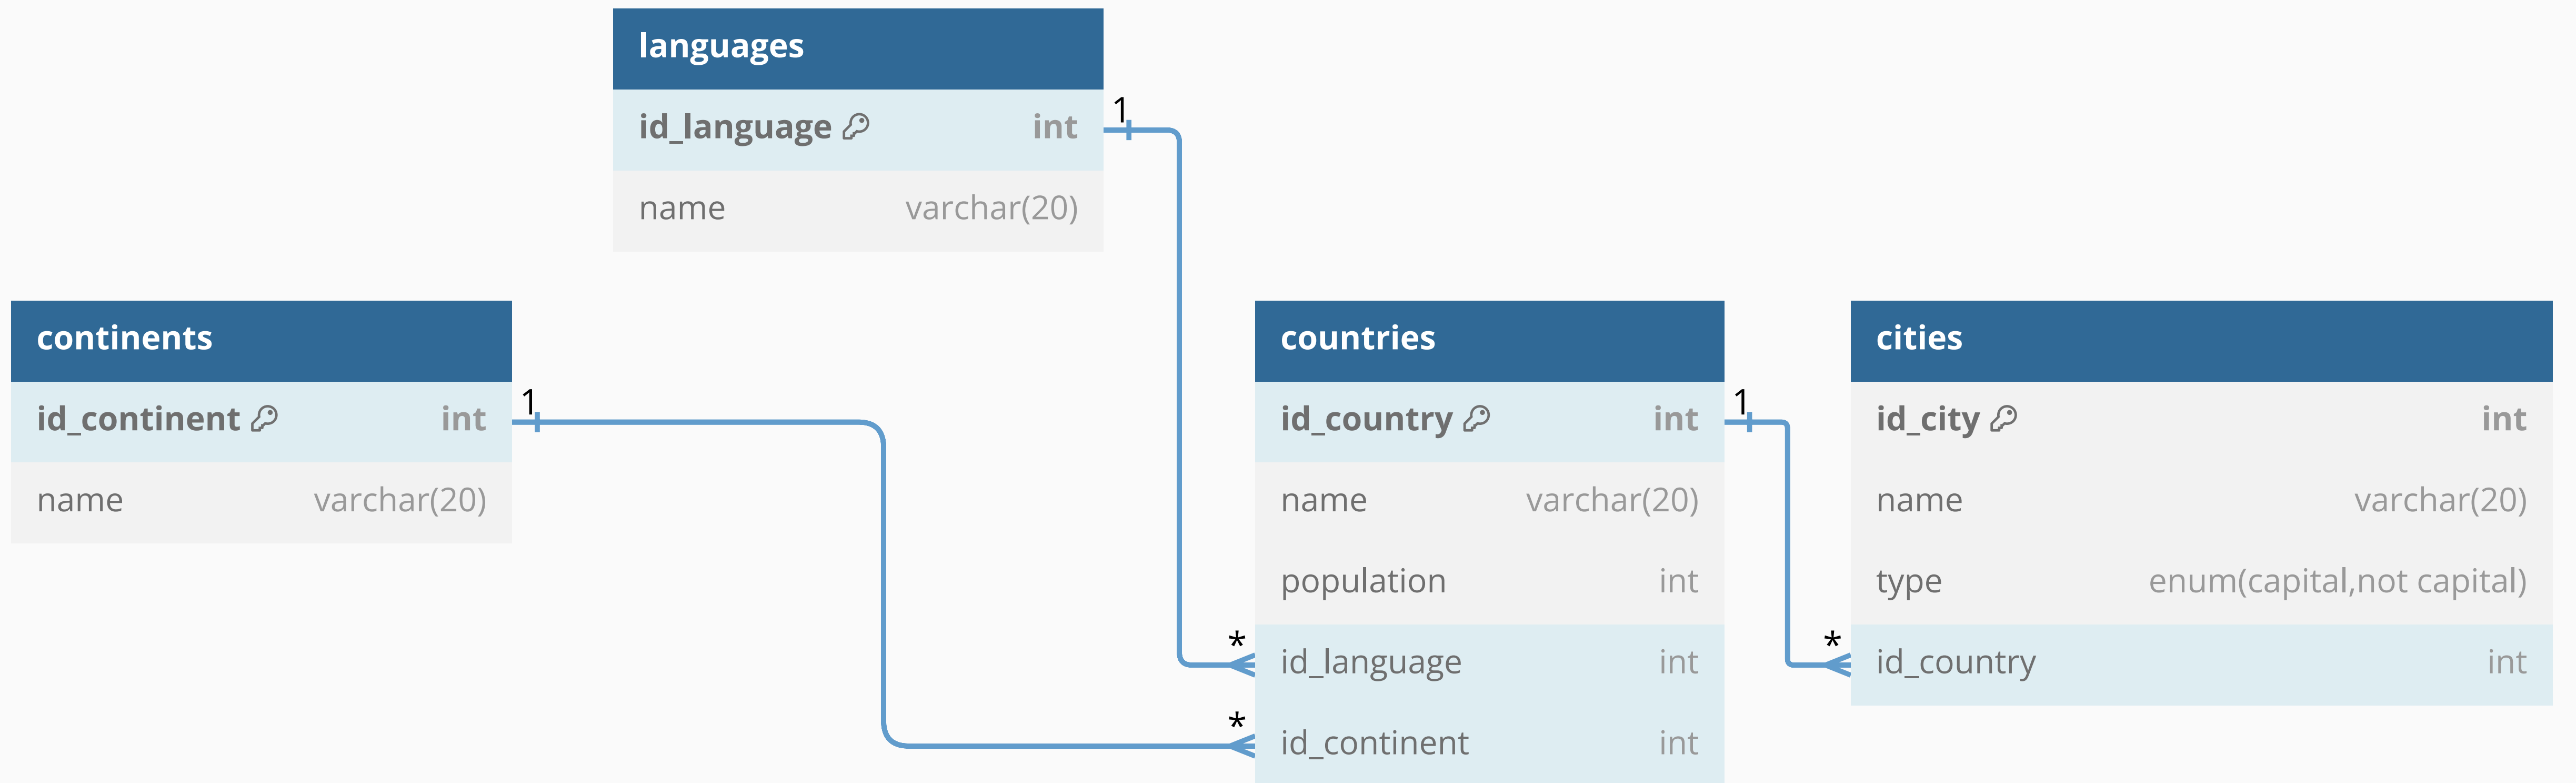 languages
id_language int
name varchar(20)
1
continents
id_continent int
name varchar(20)
1
countries
id_country int
name varchar(20)
population int
id_language int
id_continent int
1
*
*
cities
id_city int
name varchar(20)
type enum(capital,not capital)
id_country int
*